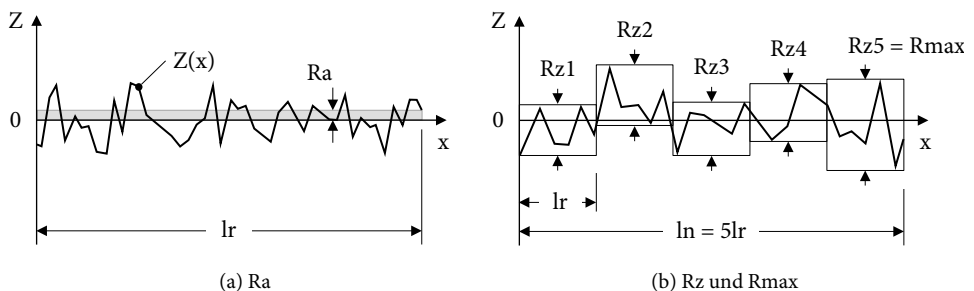 Z
Z(x)
Ra
0
x
lr
(a) Ra
Z
Rz1
Rz2
Rz3
Rz4
Rz5 = Rmax
0
x
lr
ln = 5lr
(b) Rz und Rmax